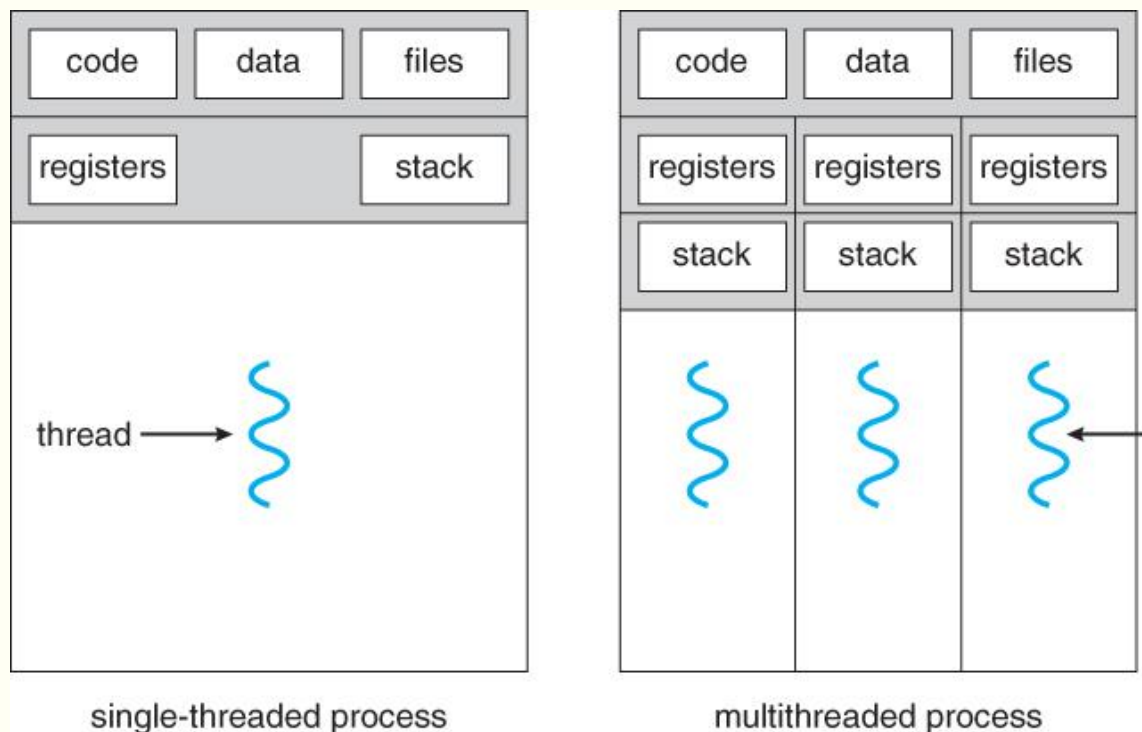 code data files
registers stack
thread
single-threaded process
code data files
registers registers registers
stack stack stack
multithreaded process